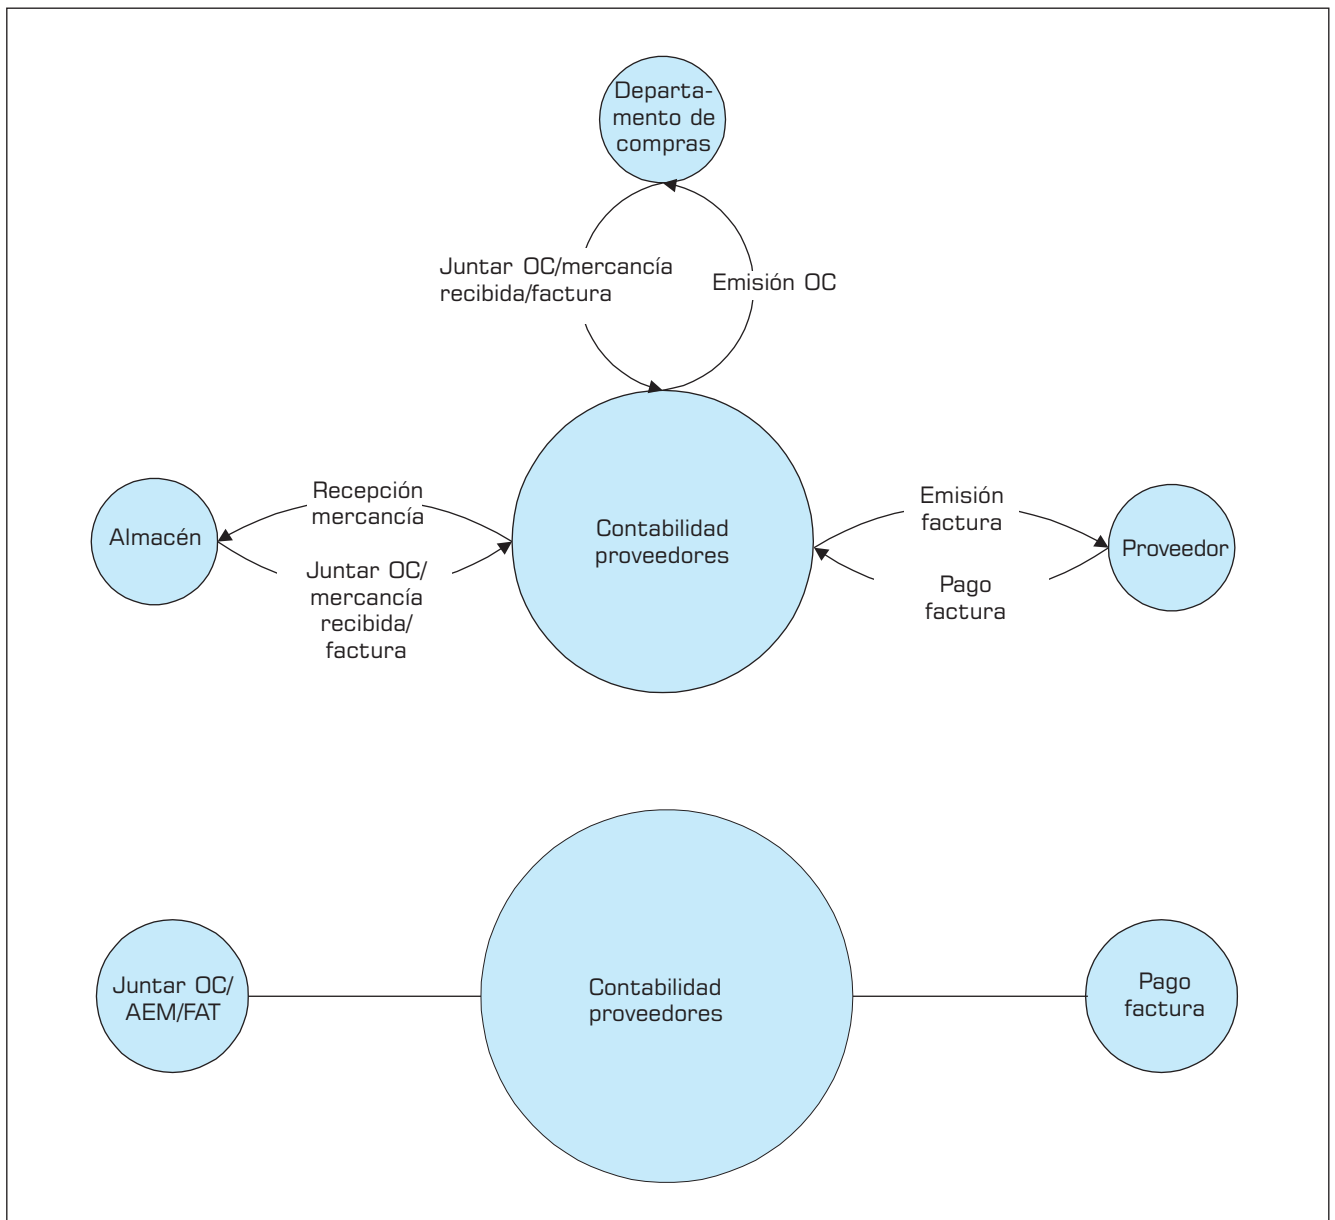 Departa-
mento de
compras
Juntar OC/mercancía
recibida/factura
Emisión OC
Recepción
mercancía
Almacén
Juntar OC/
mercancía
recibida/
factura
Contabilidad
proveedores
Emisión
factura
Proveedor
Pago
factura
Juntar OC/
AEM/FAT
Contabilidad
proveedores
Pago
factura